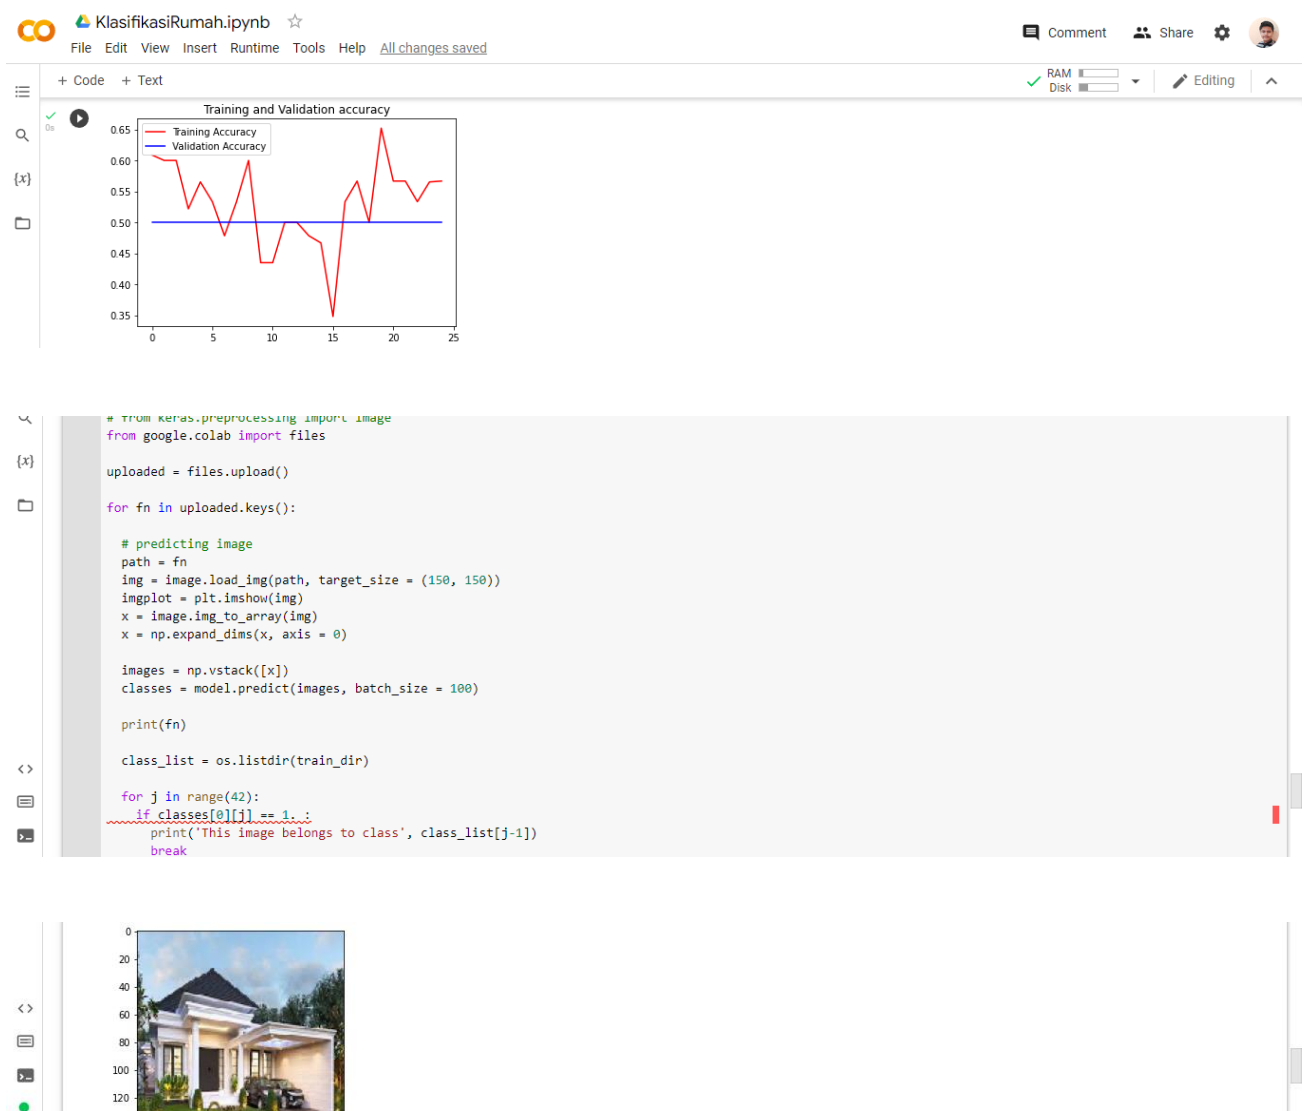 KlasifikasiRumah.ipynb
Comment
Share
File Edit View Insert Runtime Tools Help All changes saved
+ Code + Text
RAM
Disk
Editing
0s
Training and Validation accuracy
Training Accuracy
Validation Accuracy
0.65
0.60
0.55
0.50
0.45
0.40
0.35
0 5 10 15 20 25
{x}
# from keras.preprocessing import image
from google.colab import files
{x}
uploaded = files.upload()
for fn in uploaded.keys():
# predicting image
path = fn
img = image.load_img(path, target_size = (150, 150))
imgplot = plt.imshow(img)
x = image.img_to_array(img)
x = np.expand_dims(x, axis = 0)
images = np.vstack([x])
classes = model.predict(images, batch_size = 100)
print(fn)
class_list = os.listdir(train_dir)
for j in range(42):
if classes[0][j] == 1. :
print('This image belongs to class', class_list[j-1])
break
0
20
40
60
80
100
120